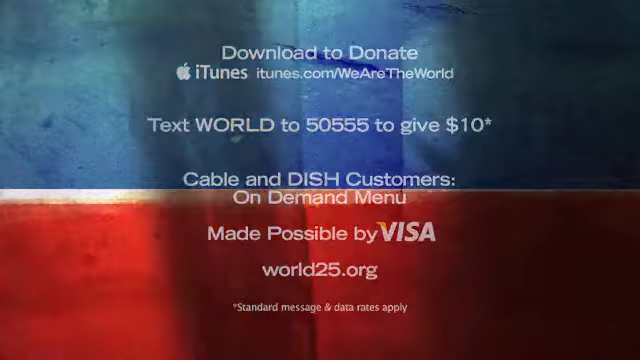 Download to Donate
iTunes itunes.com/WeAreTheWorld
Text WORLD to 50555 to give $10*
Cable and DISH Customers:
On Demand Menu
Made Possible by VISA
world25.org
*Standard message & data rates apply